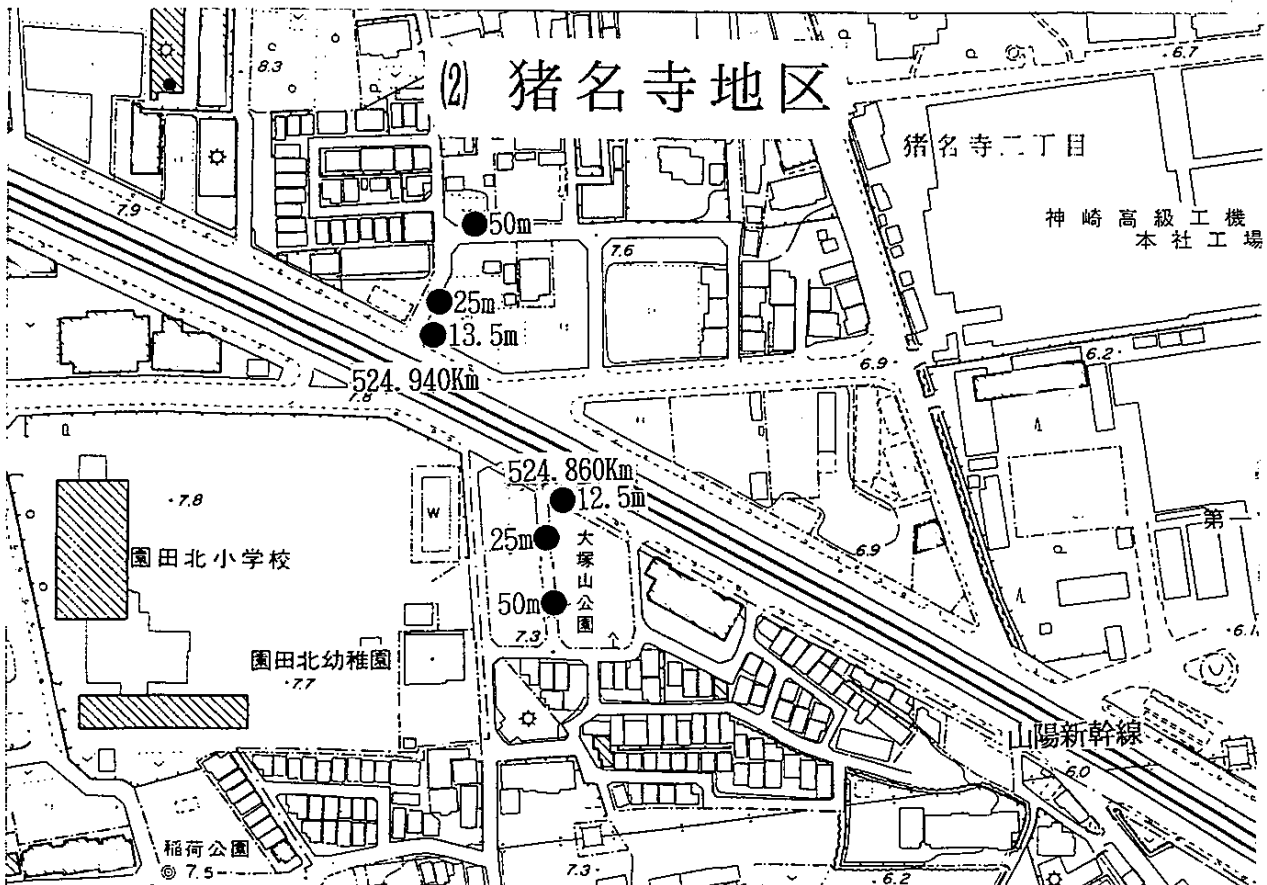 (2) 猪名寺地区
6.7
8.3
猪名寺二丁目
7.9
神崎高級工機
本社工場
50m
7.6
25m
13.5m
6.2
6.9
524.940Km
7.8
524.860Km
12.5m
7.8
W
第一
25m
大塚山公園
6.9
園田北小学校
50m
7.3
6.1
園田北幼稚園
7.7
山陽新幹線
6.0
稲荷公園
7.5
7.3
6.2